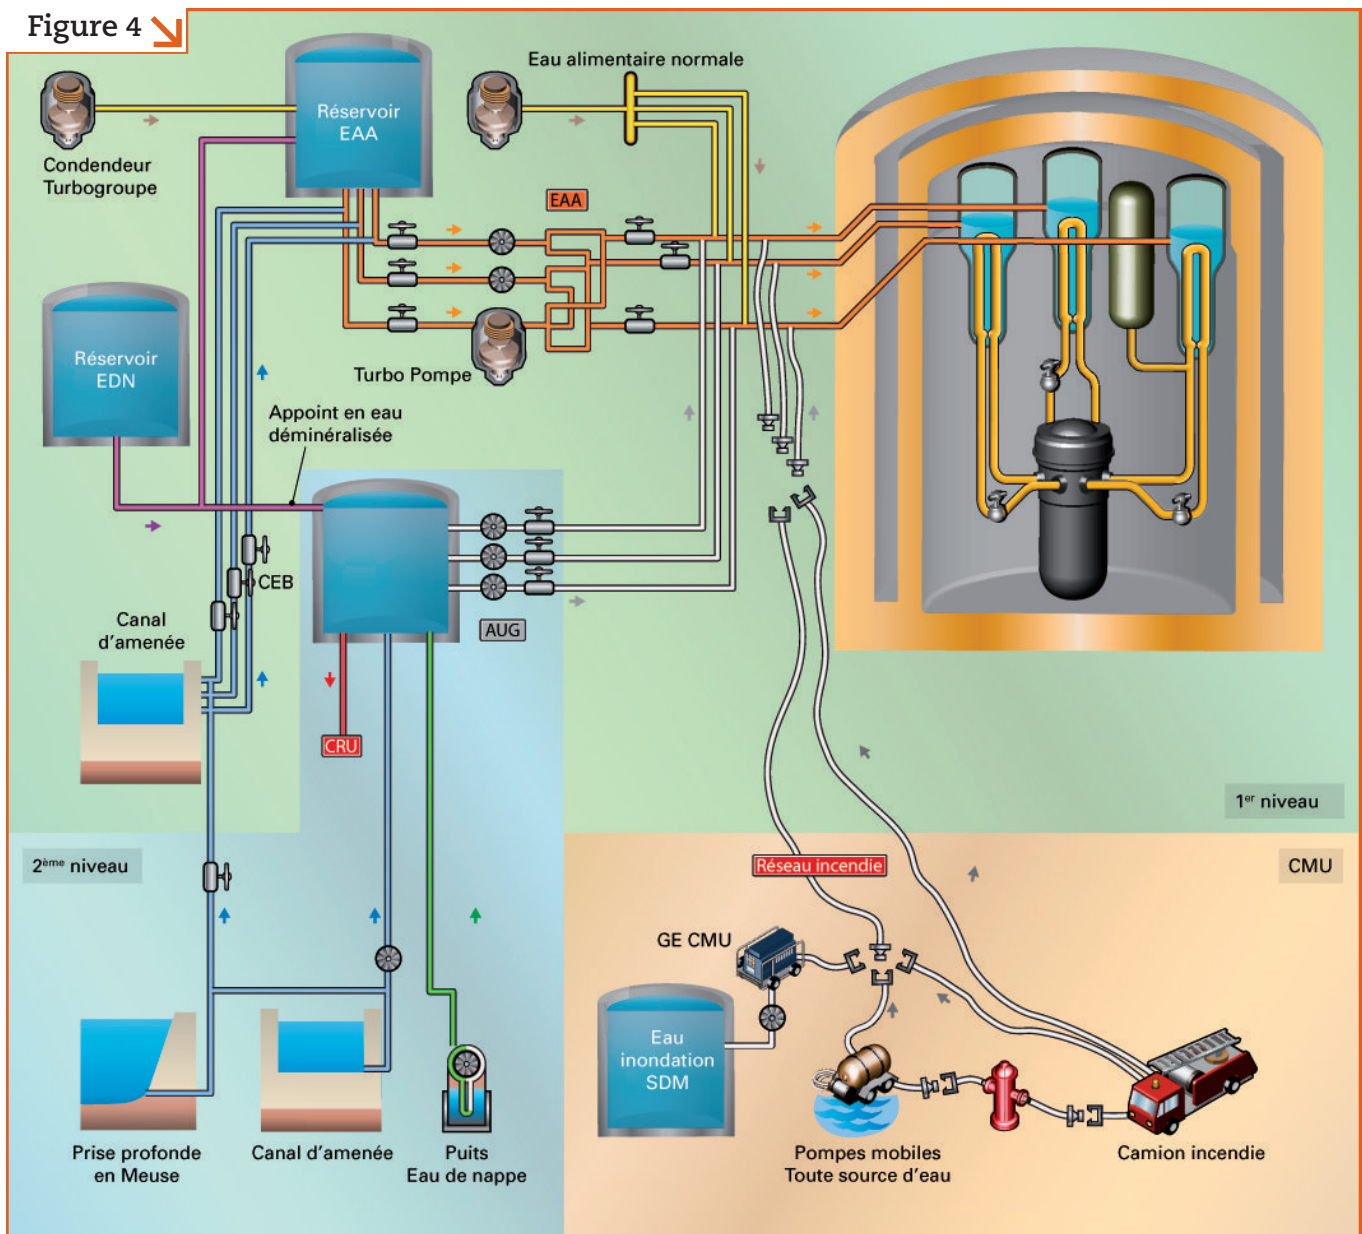 Figure 4
Eau alimentaire normale
Réservoir
EAA
Condendeur
Turbogroupe
EAA
Réservoir
EDN
Turbo Pompe
Appoint en eau
déminéralisée
CEB
Canal
d'amenée
AUG
CRU
1er niveau
2ème niveau
Réseau incendie
CMU
GE CMU
Eau
inondation
SDM
Prise profonde
en Meuse
Canal d'amenée
Puits
Eau de nappe
Pompes mobiles
Toute source d'eau
Camion incendie